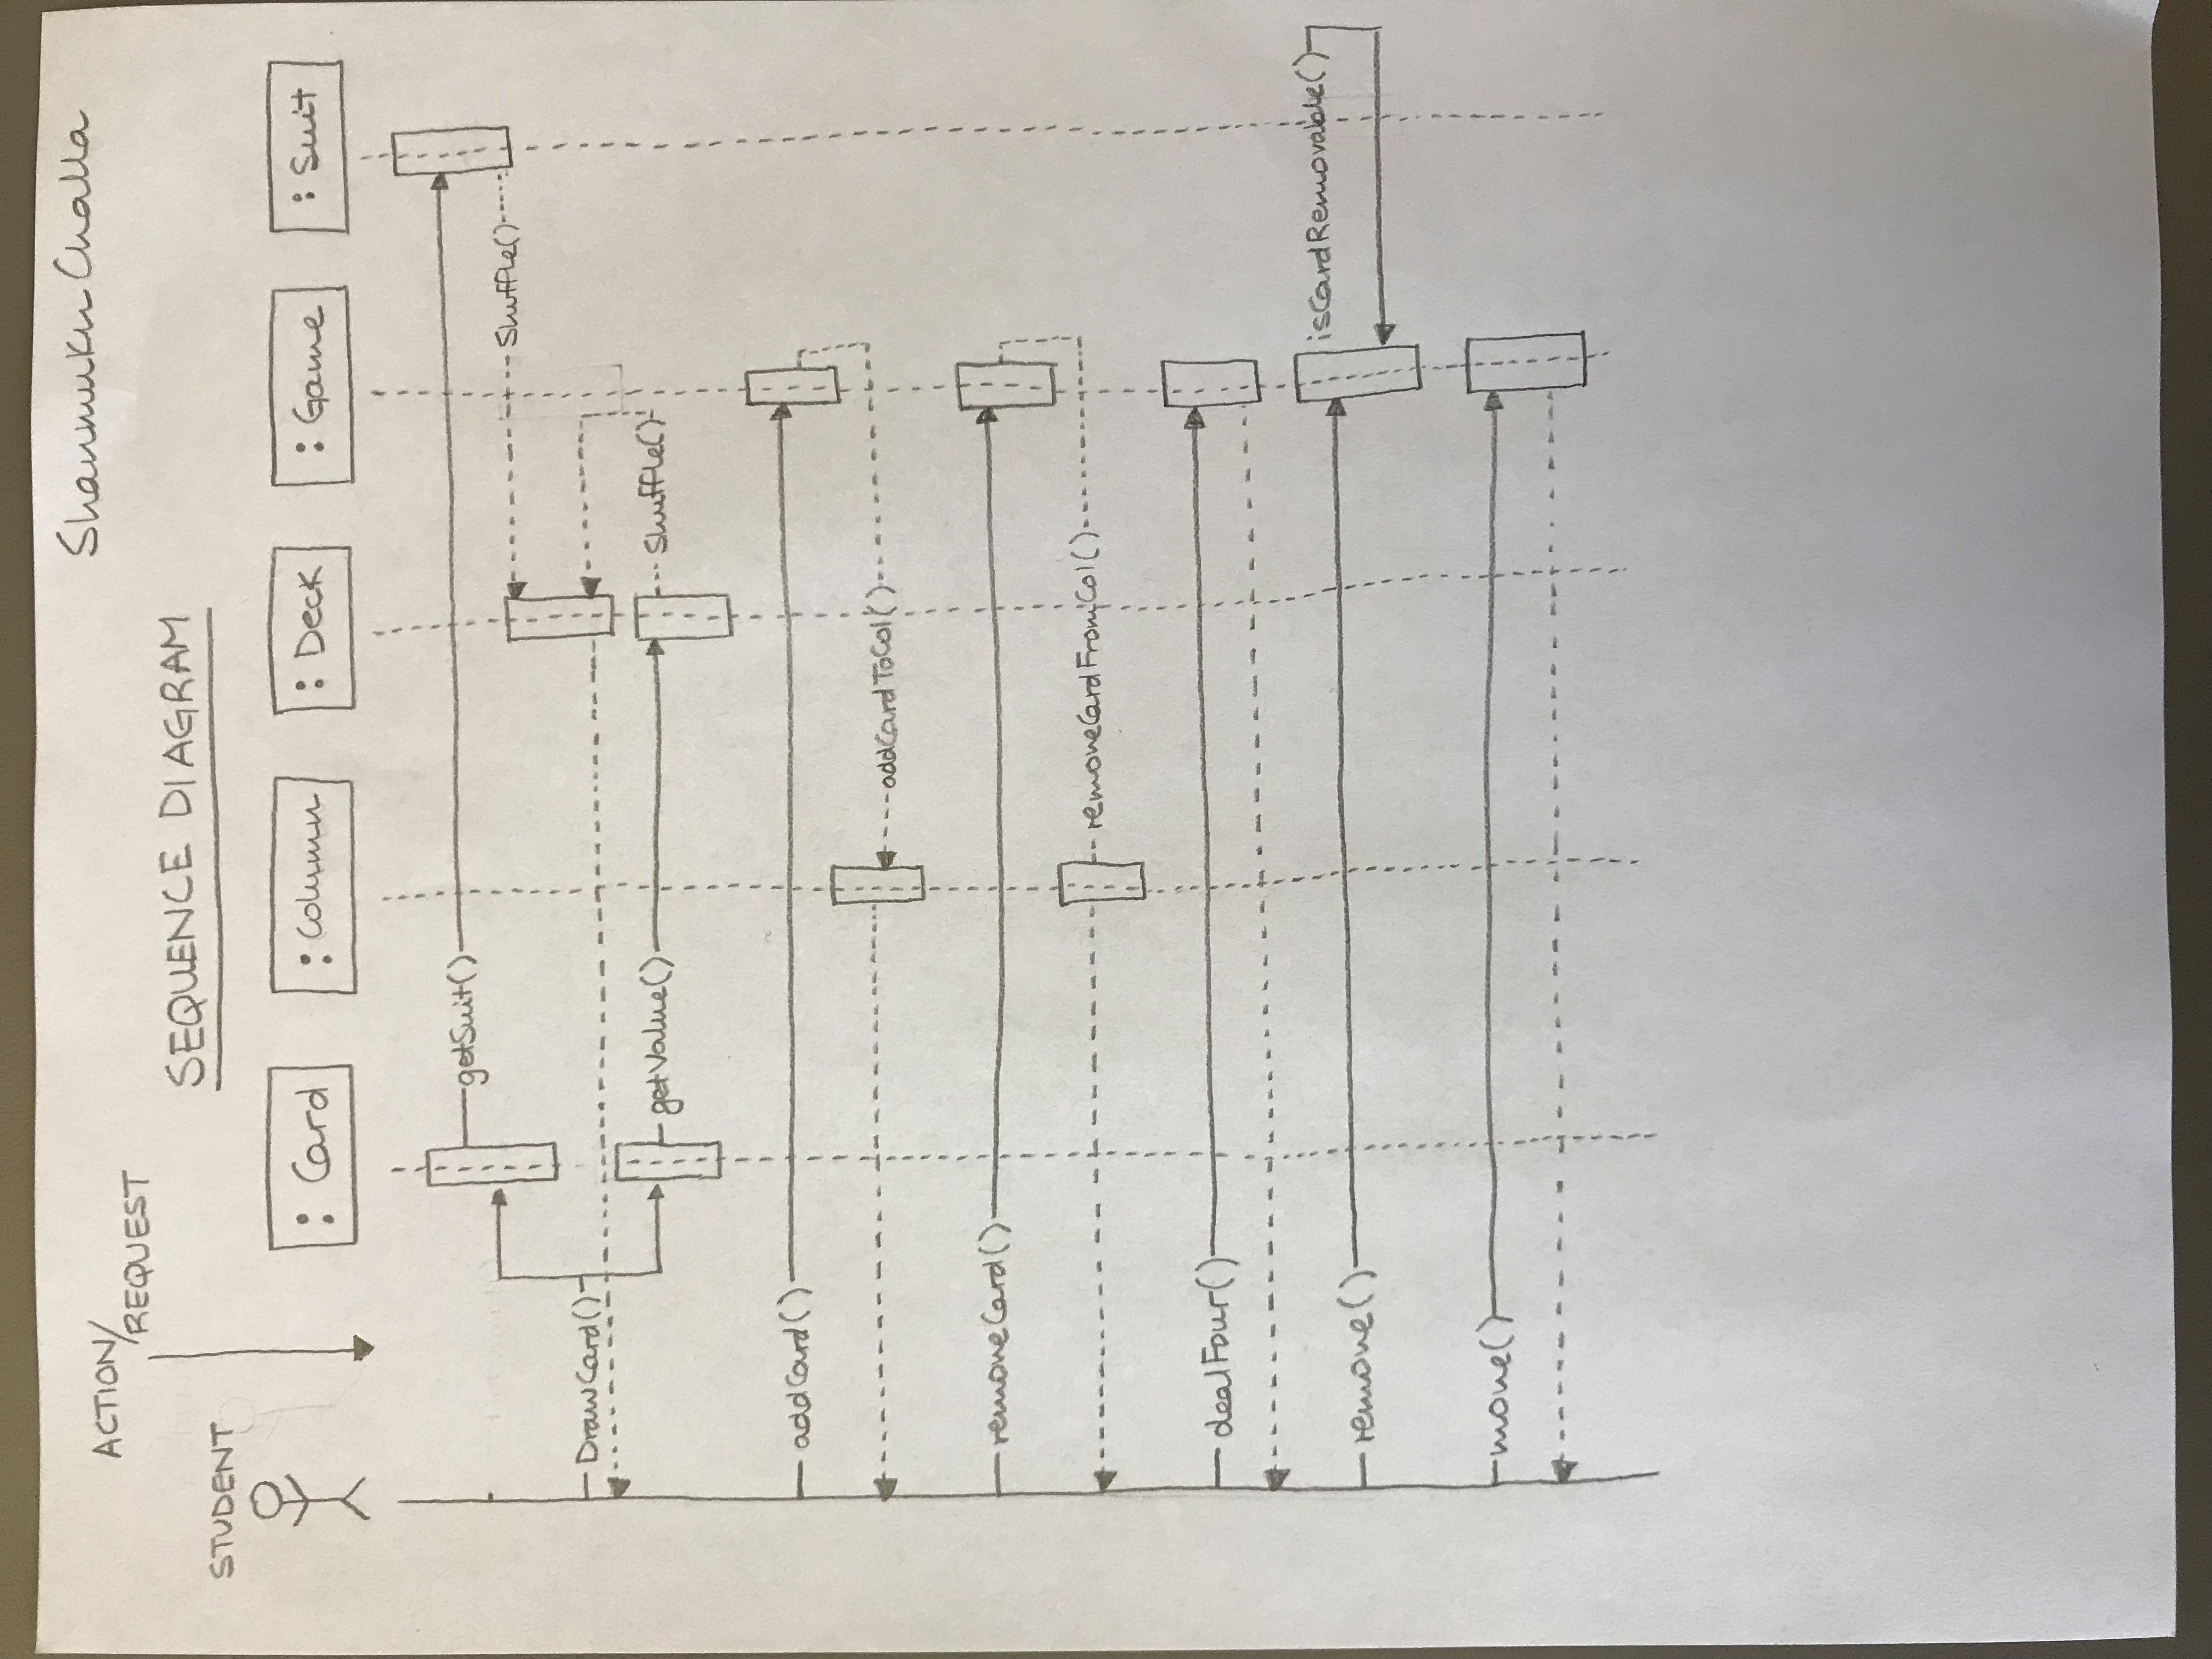 Shanmukh Challa
ACTION/
REQUEST
SEQUENCE DIAGRAM
STUDENT
: Card
: Column
: Deck
: Game
: Suit
getSuit()
Shuffle()
DrawCard()
getValue()
Shuffle()
addCard()
addCardToCol()
removeCard()
removeCardFromCol()
dealFour()
isCardRemovable()
remove()
move()